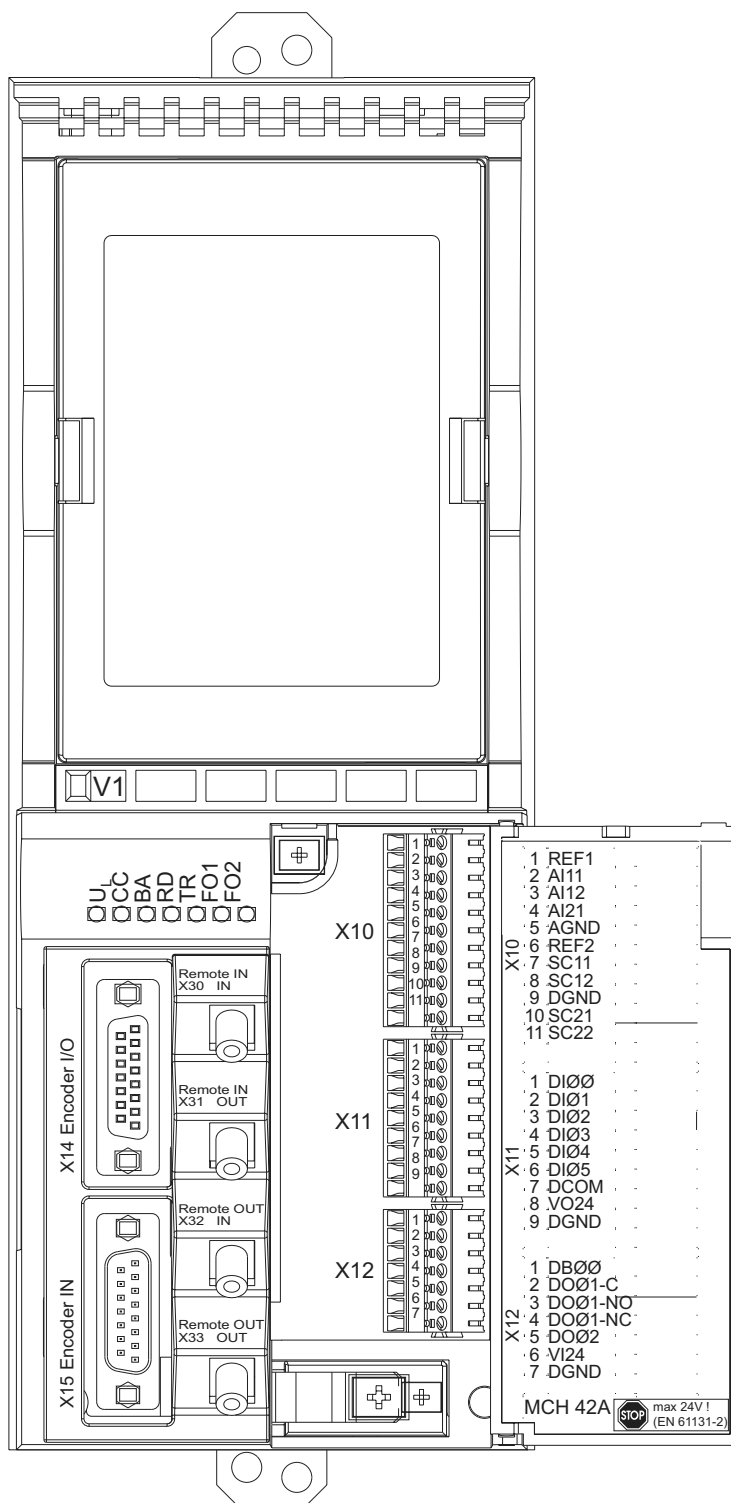 V1
U_L
CC
BA
RD
TR
FO1
FO2
X14 Encoder I/O
X15 Encoder IN
Remote IN
X30 IN
Remote IN
X31 OUT
Remote OUT
X32 IN
Remote OUT
X33 OUT
X10
1
2
3
4
5
6
7
8
9
10
11
X11
1
2
3
4
5
6
7
8
9
X12
1
2
3
4
5
6
7
X10
1 REF1
2 AI11
3 AI12
4 AI21
5 AGND
6 REF2
7 SC11
8 SC12
9 DGND
10 SC21
11 SC22
X11
1 DIØØ
2 DIØ1
3 DIØ2
4 DIØ3
5 DIØ4
6 DIØ5
7 DCOM
8 VO24
9 DGND
X12
1 DBØØ
2 DOØ1-C
3 DOØ1-NO
4 DOØ1-NC
5 DOØ2
6 VI24
7 DGND
MCH 42A
STOP
max 24V !
(EN 61131-2)